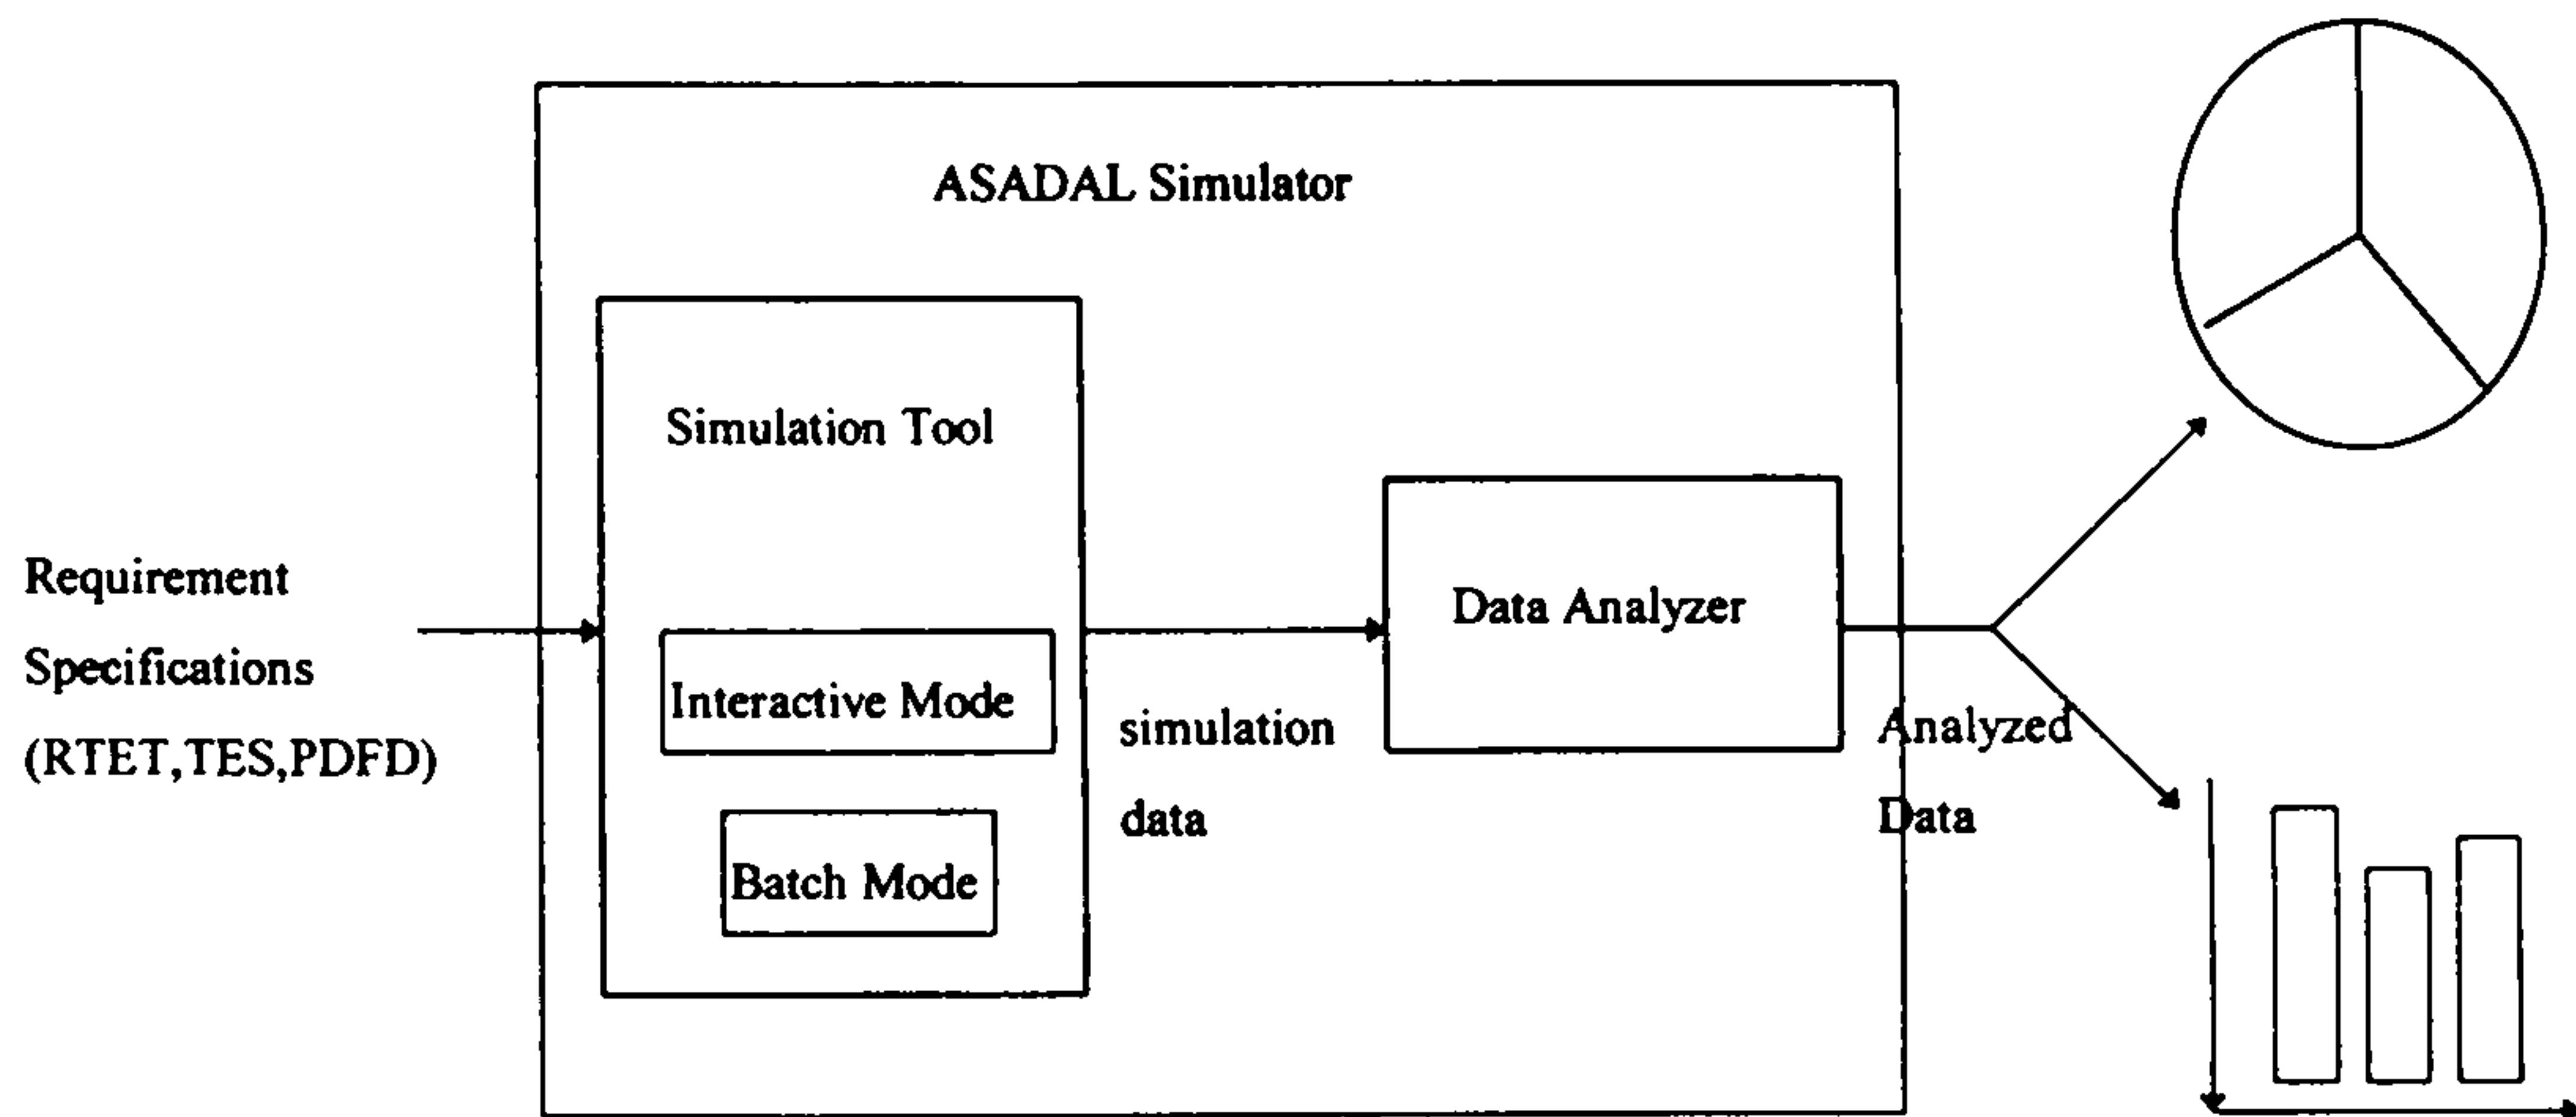 ASADAL Simulator
Simulation Tool
Requirement
Specifications
(RTET,TES,PDFD)
Interactive Mode
Batch Mode
simulation
data
Data Analyzer
Analyzed
Data